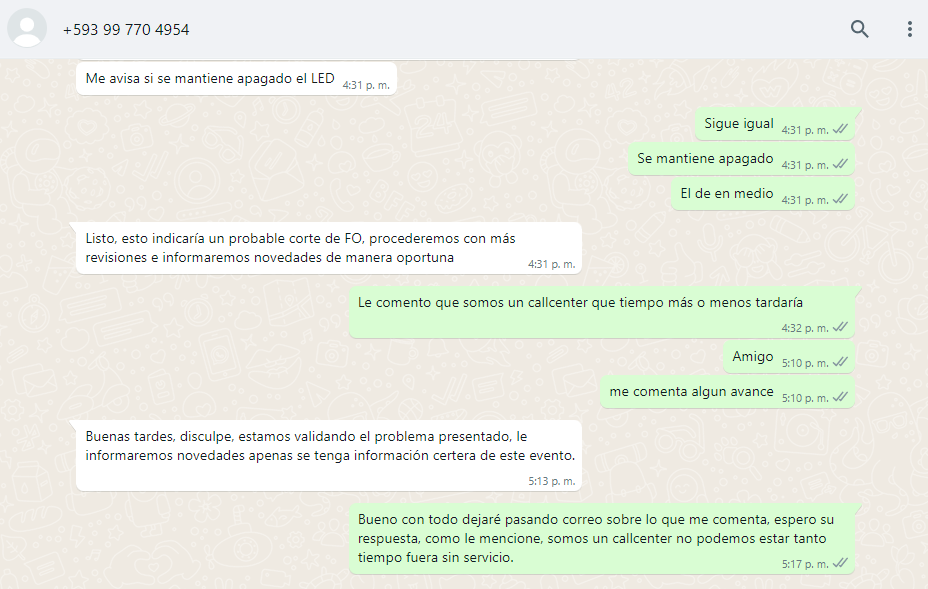 +593 99 770 4954
Me avisa si se mantiene apagado el LED 4:31 p. m.
Sigue igual 4:31 p. m.
Se mantiene apagado 4:31 p. m.
El de en medio 4:31 p. m.
Listo, esto indicaría un probable corte de FO, procederemos con más
revisiones e informaremos novedades de manera oportuna
4:31 p. m.
Le comento que somos un callcenter que tiempo más o menos tardaría
4:32 p. m.
Amigo 5:10 p. m.
me comenta algun avance 5:10 p. m.
Buenas tardes, disculpe, estamos validando el problema presentado, le
informaremos novedades apenas se tenga información certera de este evento.
5:13 p. m.
Bueno con todo dejaré pasando correo sobre lo que me comenta, espero su
respuesta, como le mencione, somos un callcenter no podemos estar tanto
tiempo fuera sin servicio.
5:17 p. m.